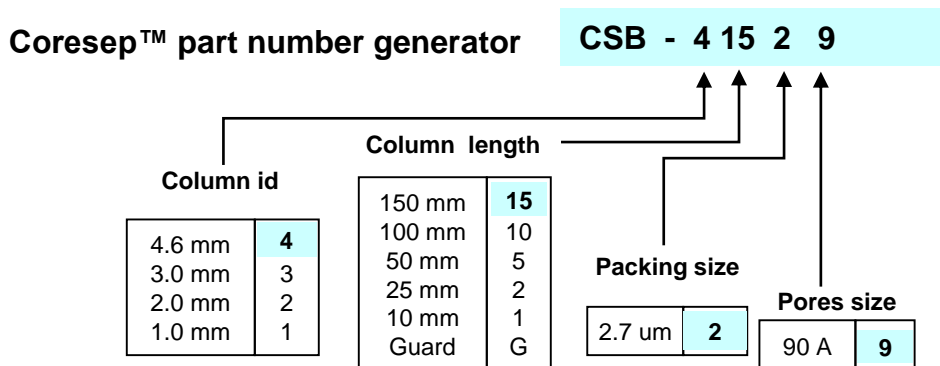 Coresep™ part number generator CSB - 4 15 2 9
Column length
Column id
150 mm 15
100 mm 10
50 mm 5
25 mm 2
10 mm 1
Guard G
4.6 mm 4
3.0 mm 3
2.0 mm 2
1.0 mm 1
Packing size
2.7 um 2
Pores size
90 A 9